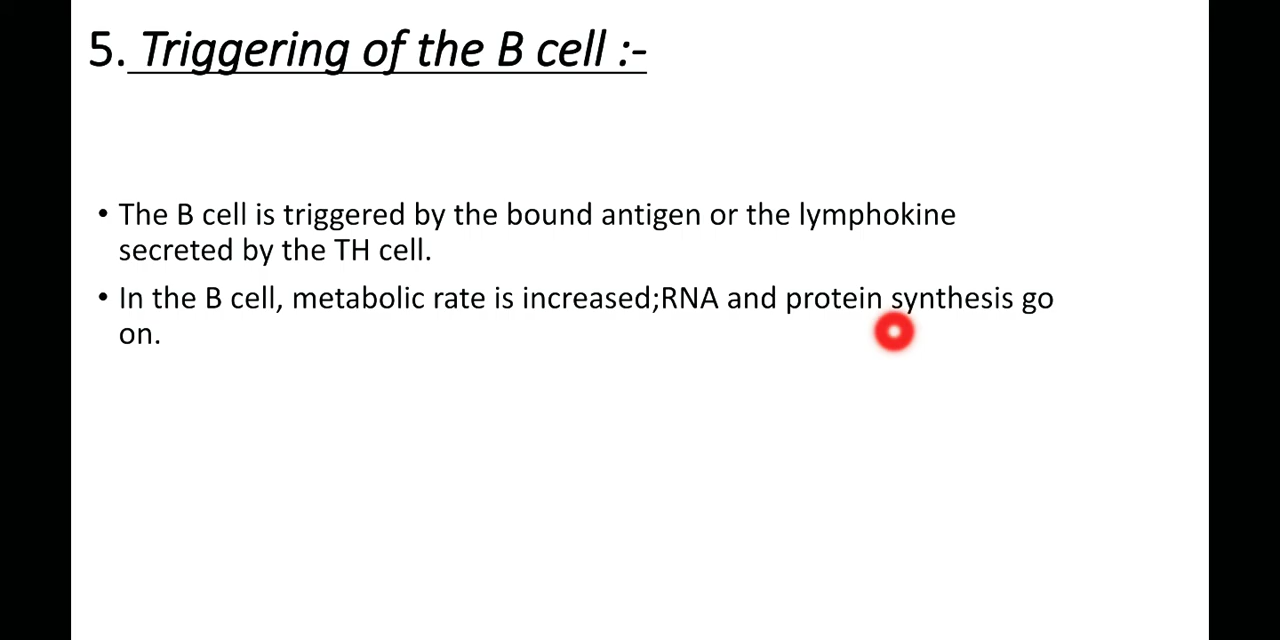 5. Triggering of the B cell :-
• The B cell is triggered by the bound antigen or the lymphokine
secreted by the TH cell.
• In the B cell, metabolic rate is increased;RNA and protein synthesis go
on.